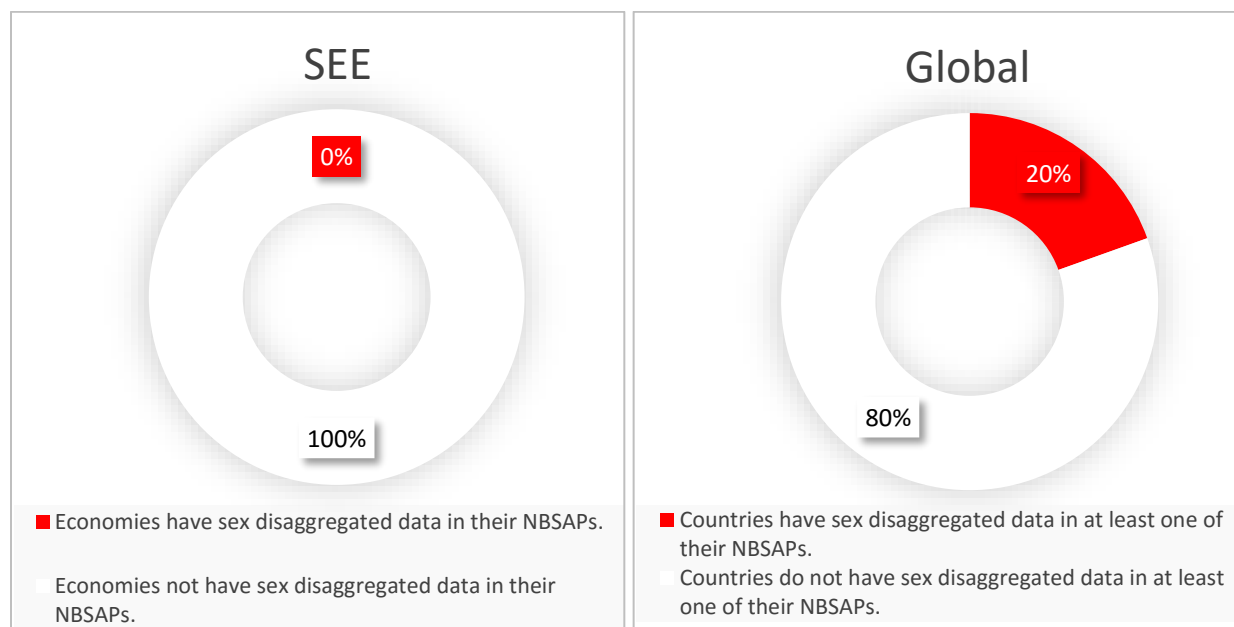 SEE
0%
100%
Economies have sex disaggregated data in their NBSAPs.
Economies not have sex disaggregated data in their
NBSAPs.
Global
20%
80%
Countries have sex disaggregated data in at least one of
their NBSAPs.
Countries do not have sex disaggregated data in at least
one of their NBSAPs.